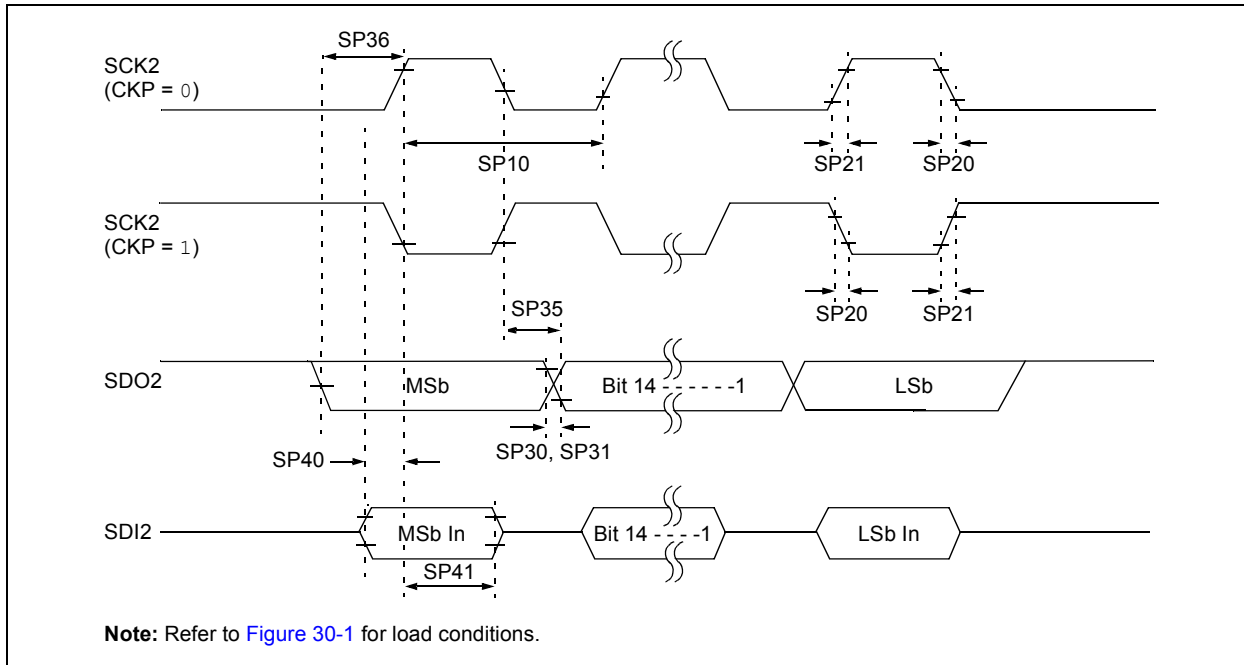 SP36
SCK2
(CKP = 0)
SP10
SP21
SP20
SCK2
(CKP = 1)
SP35
SP20
SP21
SDO2
MSb
Bit 14 - - - - - -1
LSb
SP30, SP31
SP40
SDI2
MSb In
Bit 14 - - - -1
LSb In
SP41
Note: Refer to Figure 30-1 for load conditions.